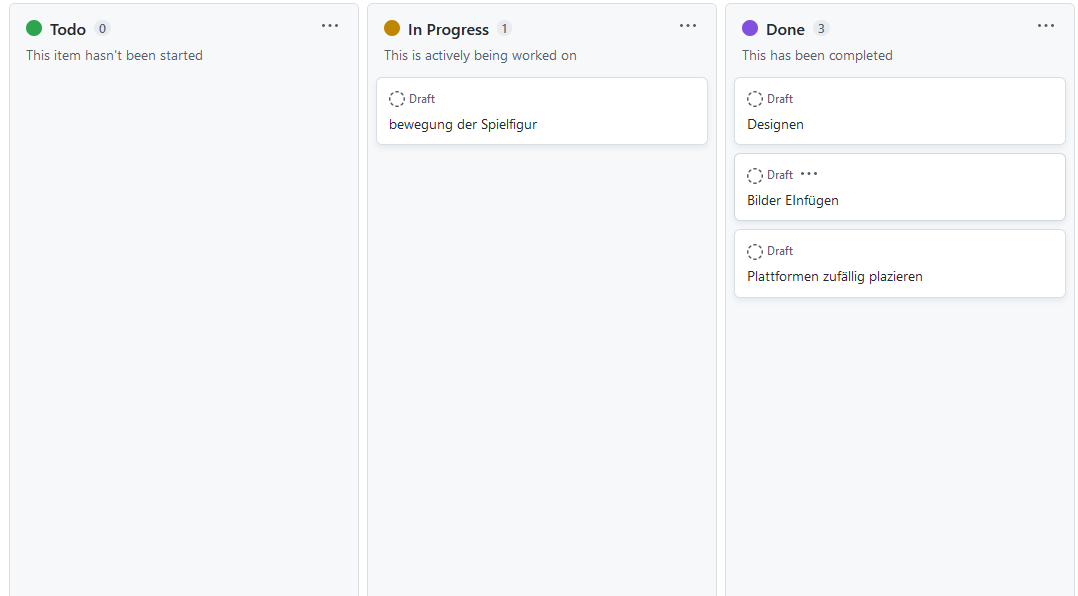 Todo 0
This item hasn't been started
In Progress 1
This is actively being worked on
Draft
bewegung der Spielfigur
Done 3
This has been completed
Draft
Designen
Draft
Bilder EInfügen
Draft
Plattformen zufällig plazieren